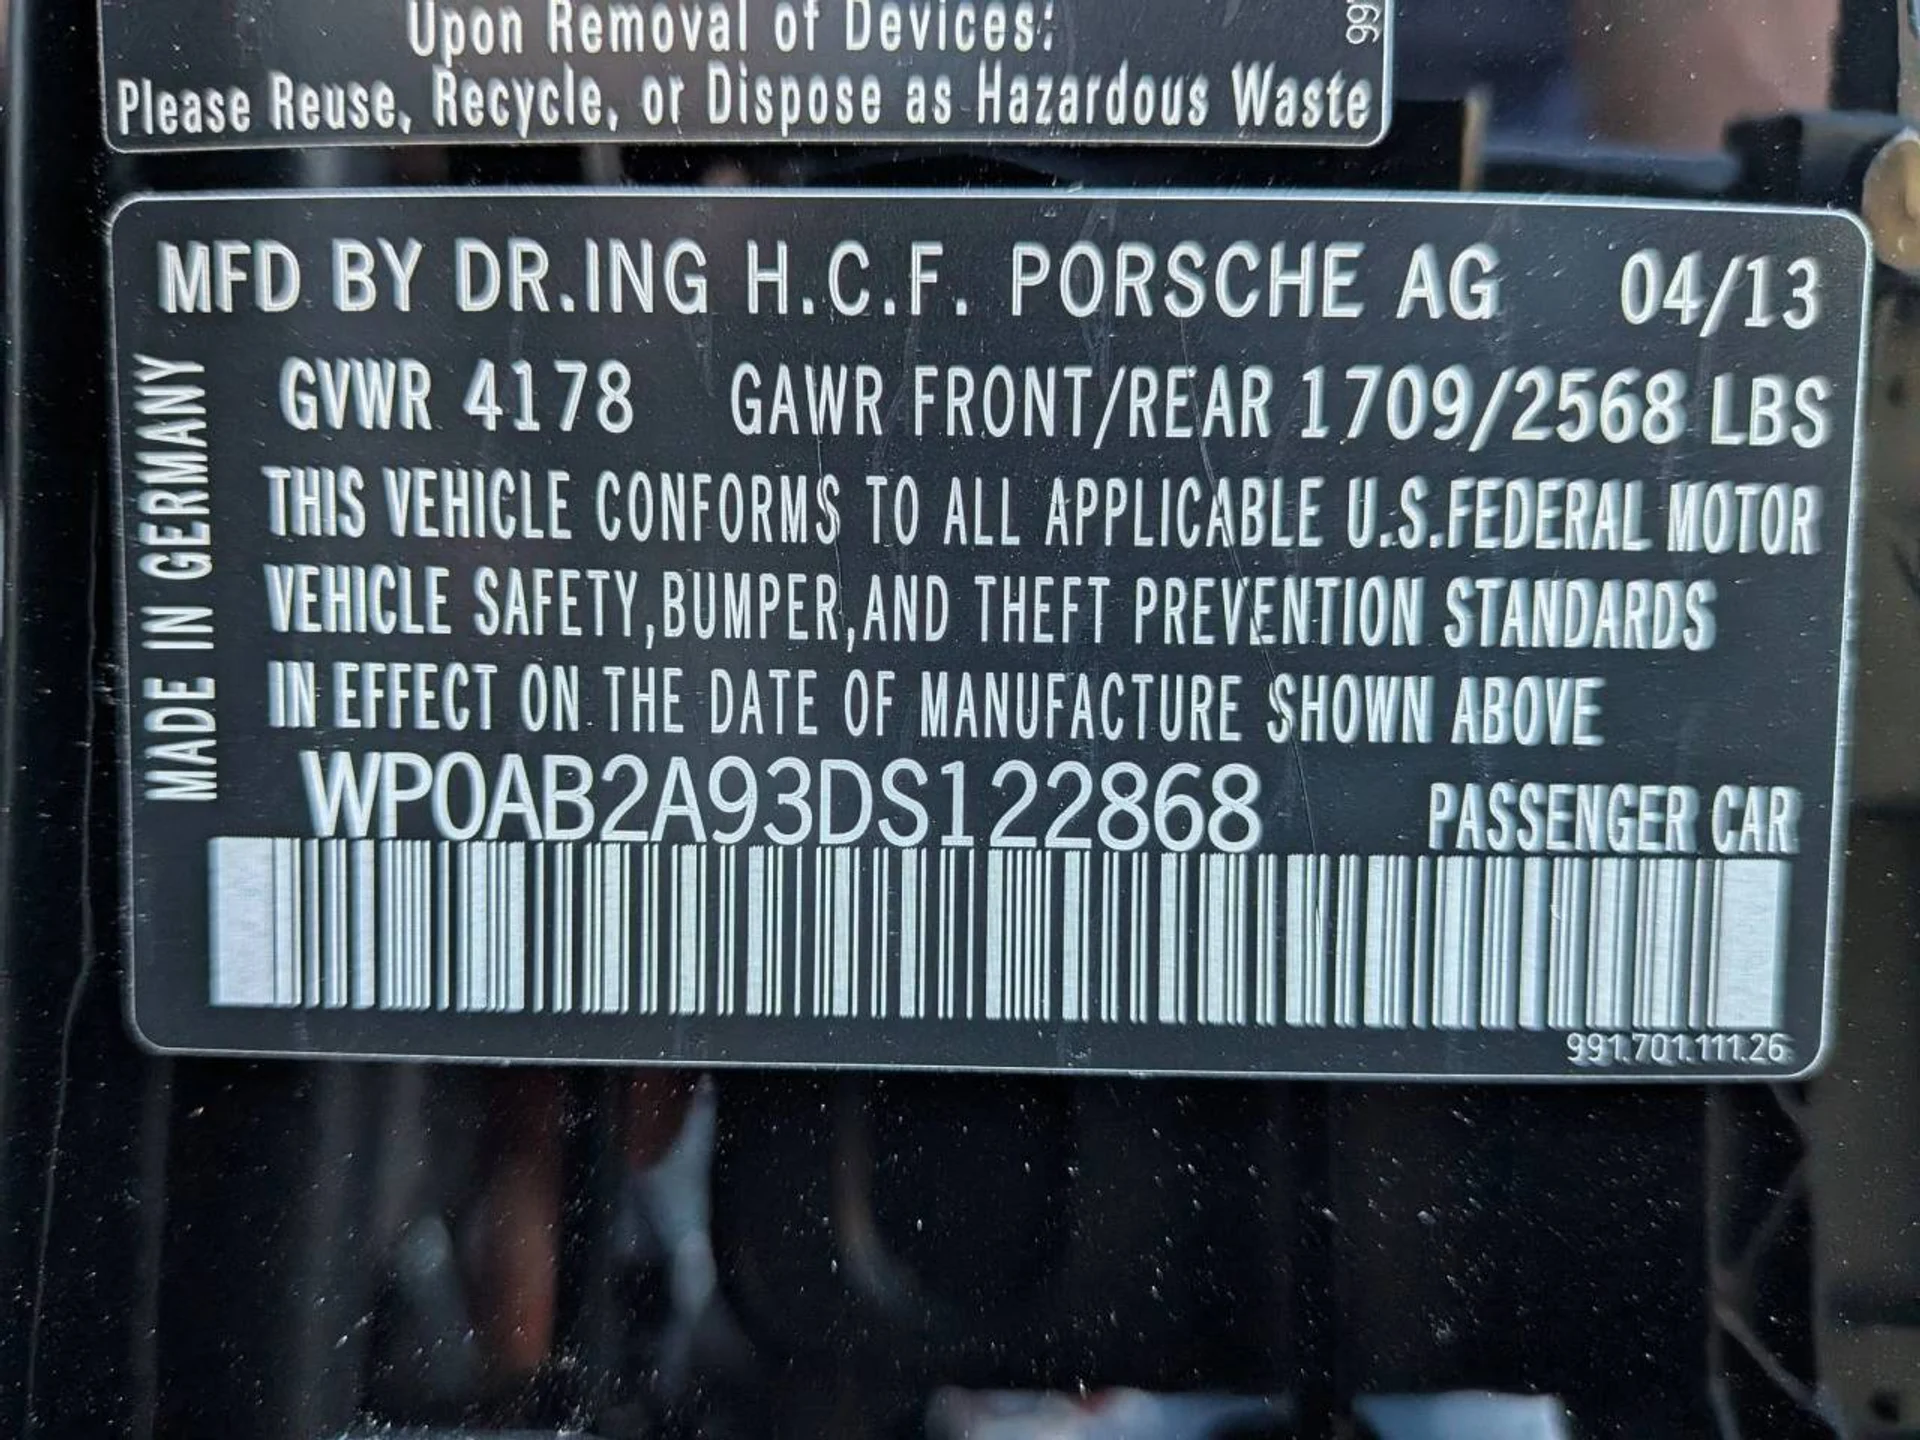 Upon Removal of Devices:
Please Reuse, Recycle, or Dispose as Hazardous Waste
991
MFD BY DR.ING H.C.F. PORSCHE AG 04/13
GVWR 4178 GAWR FRONT/REAR 1709/2568 LBS
THIS VEHICLE CONFORMS TO ALL APPLICABLE U.S.FEDERAL MOTOR
VEHICLE SAFETY,BUMPER,AND THEFT PREVENTION STANDARDS
IN EFFECT ON THE DATE OF MANUFACTURE SHOWN ABOVE
MADE IN GERMANY
WP0AB2A93DS122868 PASSENGER CAR
991.701.111.26